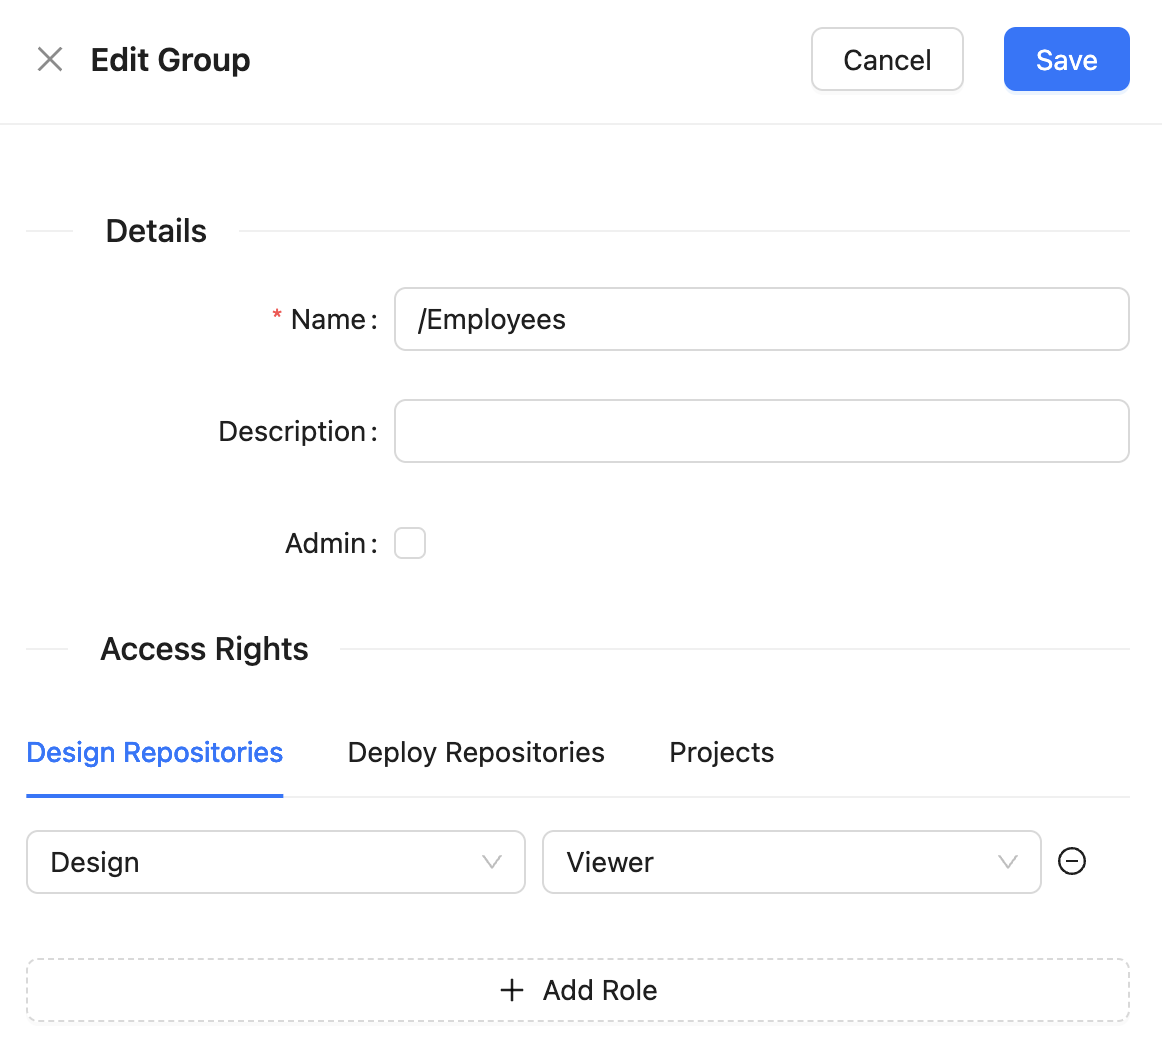 Edit Group
Cancel
Save
Details
* Name:
/Employees
Description:
Admin:
Access Rights
Design Repositories
Deploy Repositories
Projects
Design
Viewer
Add Role